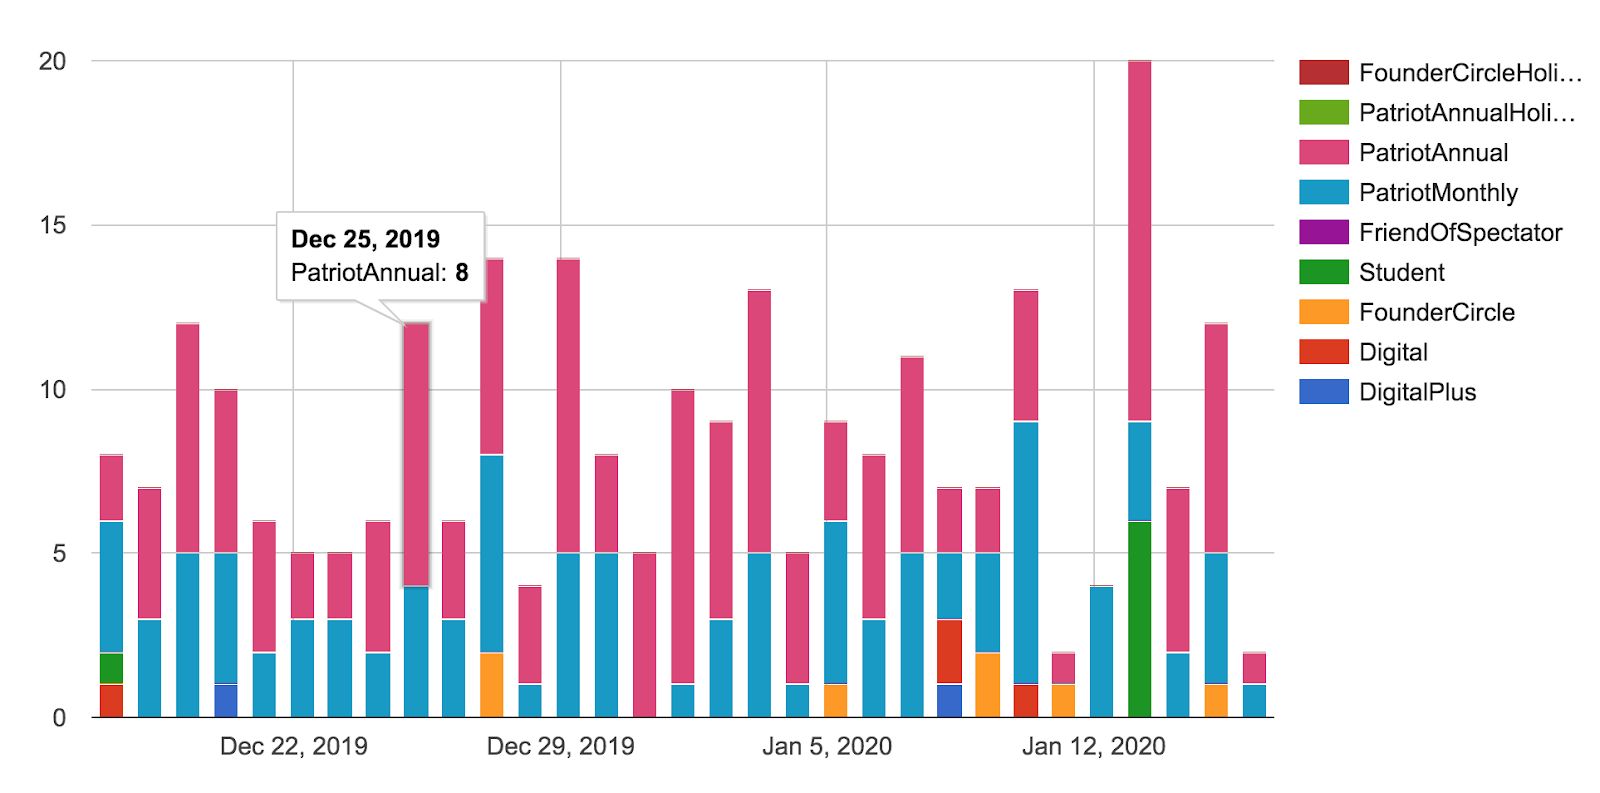 20
15
10
5
0
Dec 25, 2019
PatriotAnnual: 8
Dec 22, 2019
Dec 29, 2019
Jan 5, 2020
Jan 12, 2020
FounderCircleHoli…
PatriotAnnualHoli…
PatriotAnnual
PatriotMonthly
FriendOfSpectator
Student
FounderCircle
Digital
DigitalPlus